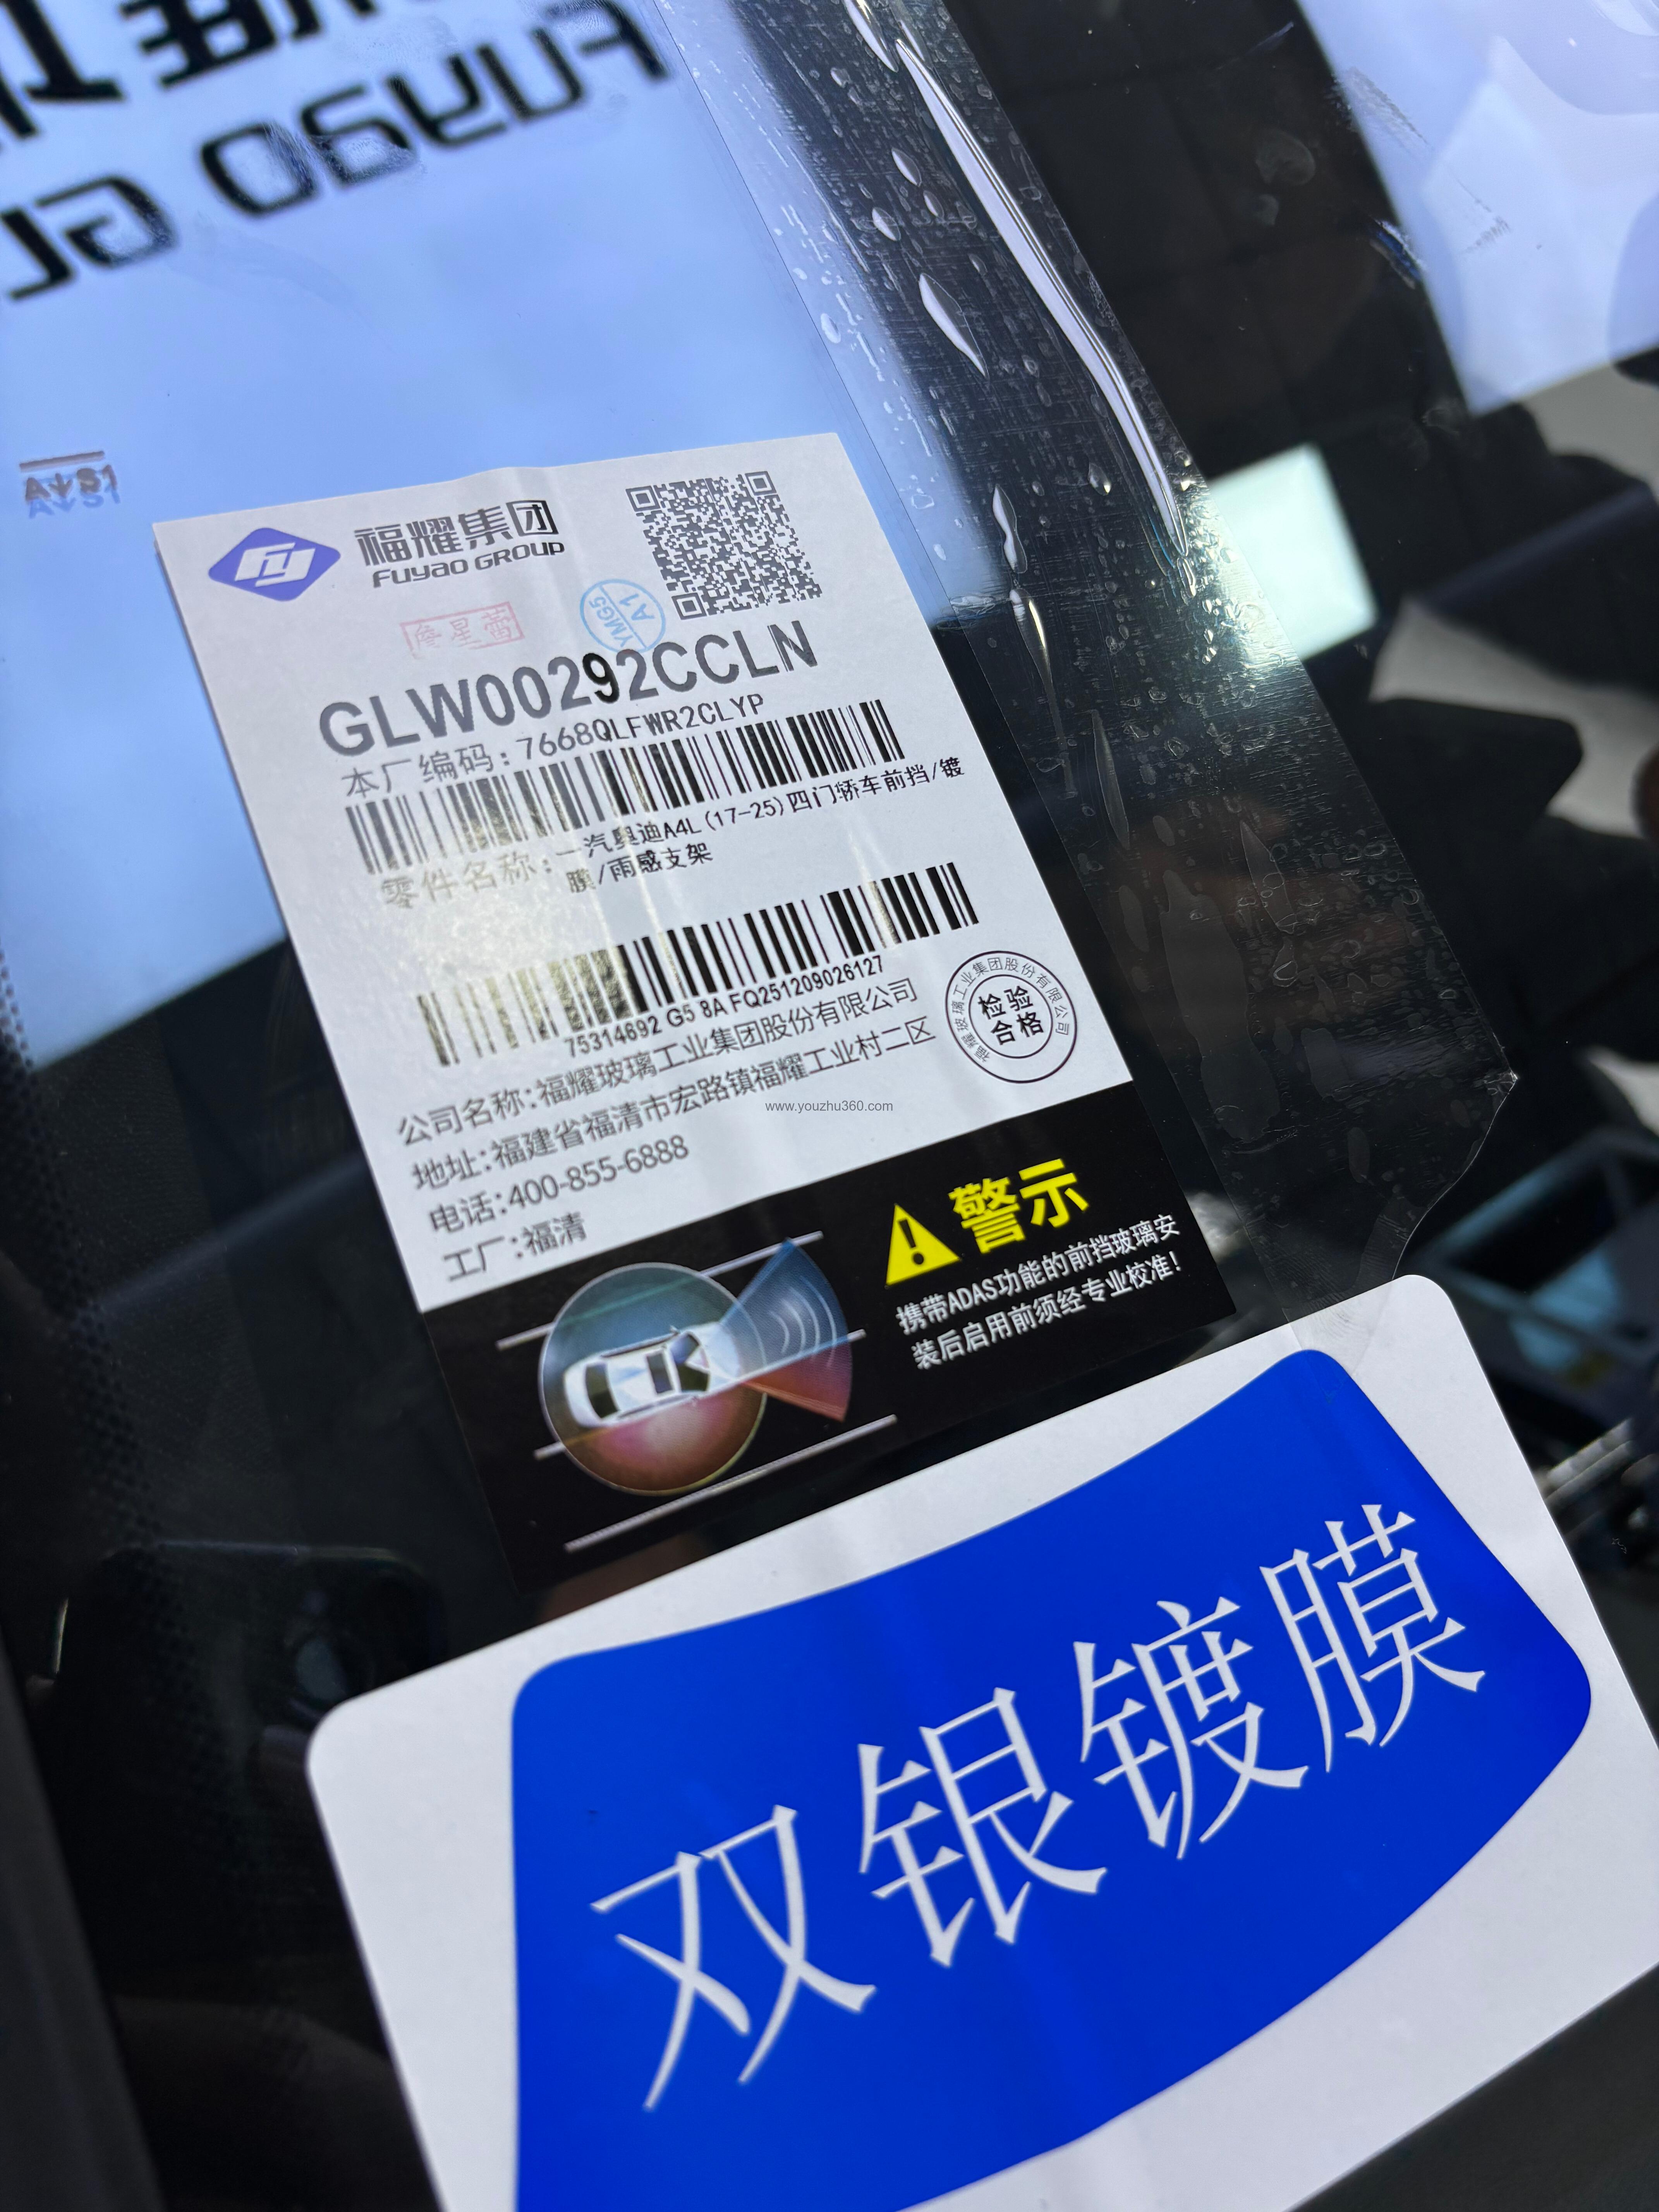 FUYAO
A↓S1
福耀集团
FUYAO GROUP
YMG5
A1
GLW00292CCLN
本厂编码：7668QLFWR2CLYP
零件名称：一汽奥迪A4L(17-25)四门轿车前挡/镀
膜/雨感支架
75314692 G5 8A FQ251209026127
公司名称:福耀玻璃工业集团股份有限公司
地址:福建省福清市宏路镇福耀工业村二区
电话:400-855-6888
工厂:福清
福耀玻璃工业集团股份有限公司
检验
合格
www.youzhu360.com
警示
携带ADAS功能的前挡玻璃安
装后启用前须经专业校准！
双银镀膜